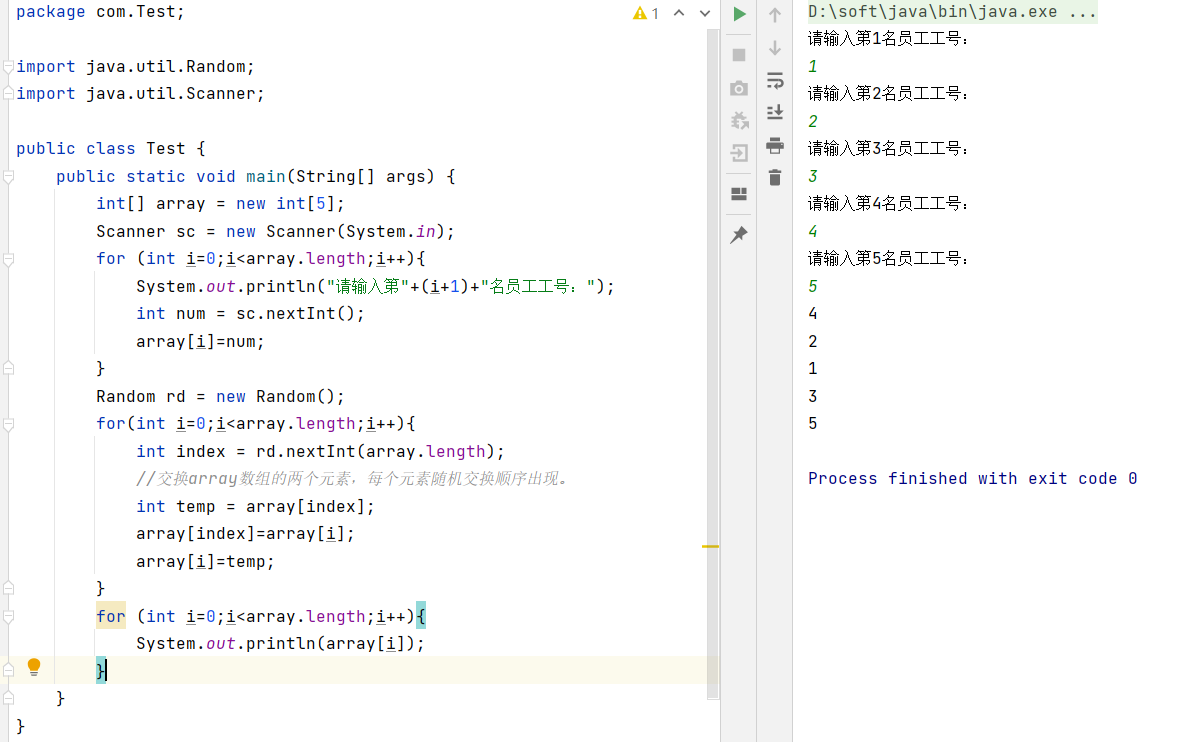 package com.Test;
1
import java.util.Random;
import java.util.Scanner;
public class Test {
public static void main(String[] args) {
int[] array = new int[5];
Scanner sc = new Scanner(System.in);
for (int i=0;i<array.length;i++){
System.out.println("请输入第"+(i+1)+"名员工工号：");
int num = sc.nextInt();
array[i]=num;
}
Random rd = new Random();
for(int i=0;i<array.length;i++){
int index = rd.nextInt(array.length);
//交换array数组的两个元素，每个元素随机交换顺序出现。
int temp = array[index];
array[index]=array[i];
array[i]=temp;
}
for (int i=0;i<array.length;i++){
System.out.println(array[i]);
}
}
}
D:\soft\java\bin\java.exe ...
请输入第1名员工工号：
1
请输入第2名员工工号：
2
请输入第3名员工工号：
3
请输入第4名员工工号：
4
请输入第5名员工工号：
5
4
2
1
3
5
Process finished with exit code 0